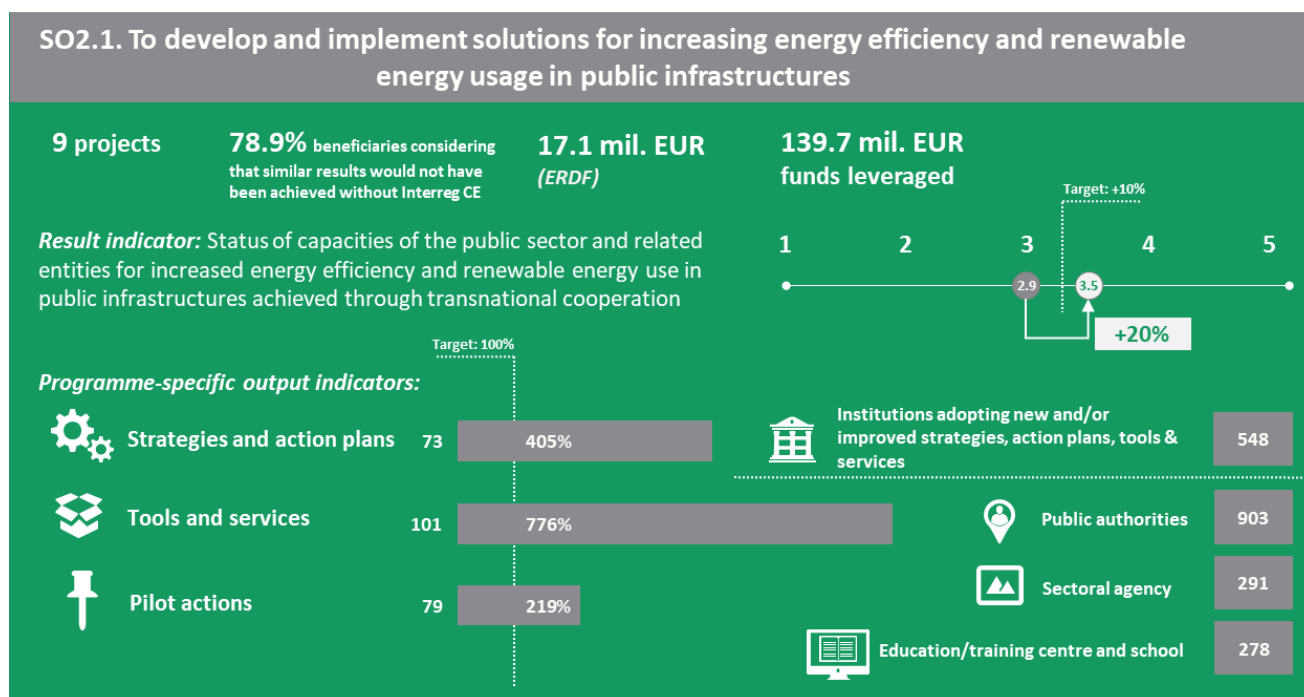 SO2.1. To develop and implement solutions for increasing energy efficiency and renewable
energy usage in public infrastructures
9 projects
78.9% beneficiaries considering
that similar results would not have
been achieved without Interreg CE
17.1 mil. EUR
(ERDF)
139.7 mil. EUR
funds leveraged
Result indicator: Status of capacities of the public sector and related
entities for increased energy efficiency and renewable energy use in
public infrastructures achieved through transnational cooperation
Target: +10%
1 2 3 4 5
2.9 3.5
+20%
Target: 100%
Programme-specific output indicators:
Strategies and action plans 73 405%
Tools and services 101 776%
Pilot actions 79 219%
Institutions adopting new and/or
improved strategies, action plans, tools &
services
548
Public authorities 903
Sectoral agency 291
Education/training centre and school 278